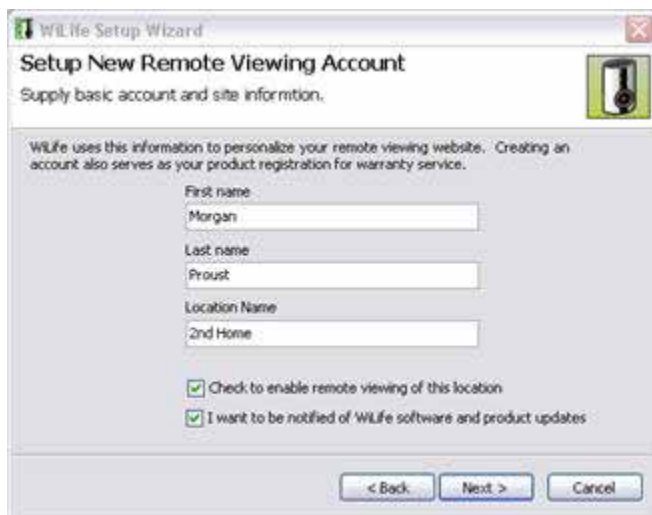 WiLife Setup Wizard
Setup New Remote Viewing Account
Supply basic account and site informtion.
WiLife uses this information to personalize your remote viewing website. Creating an
account also serves as your product registration for warranty service.
First name
Morgan
Last name
Proust
Location Name
2nd Home
Check to enable remote viewing of this location
I want to be notified of WiLife software and product updates
< Back Next > Cancel